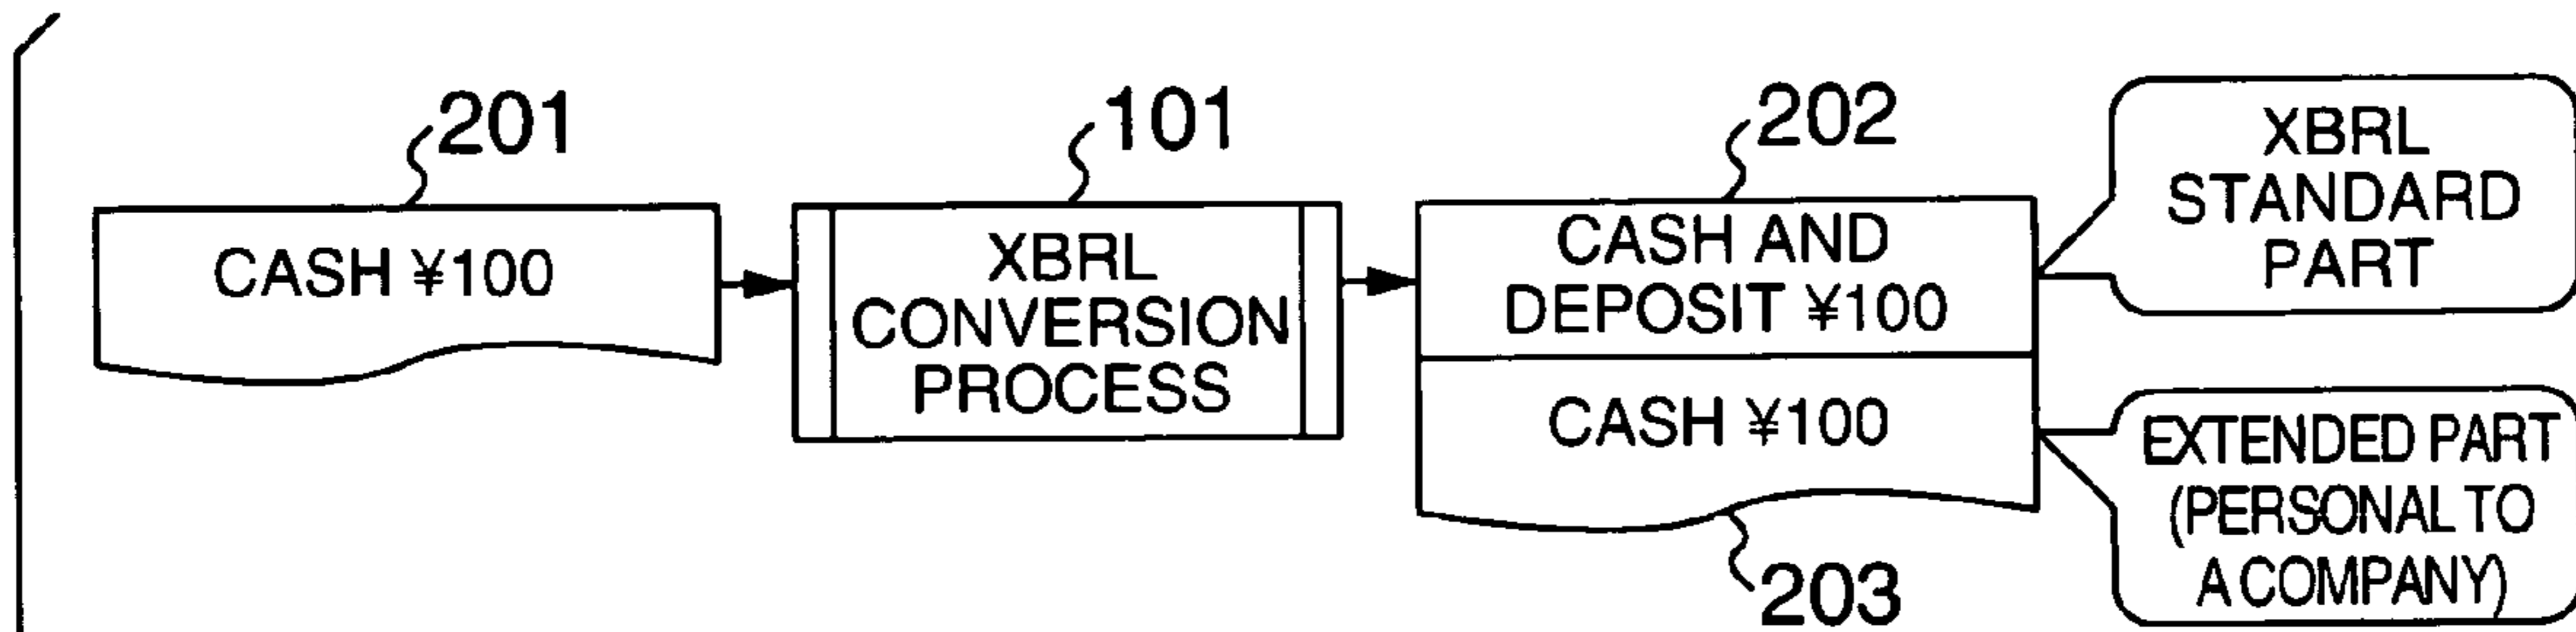 201
101
202
CASH ¥100
XBRL
CONVERSION
PROCESS
CASH AND
DEPOSIT ¥100
CASH ¥100
203
XBRL
STANDARD
PART
EXTENDED PART
(PERSONAL TO
A COMPANY)